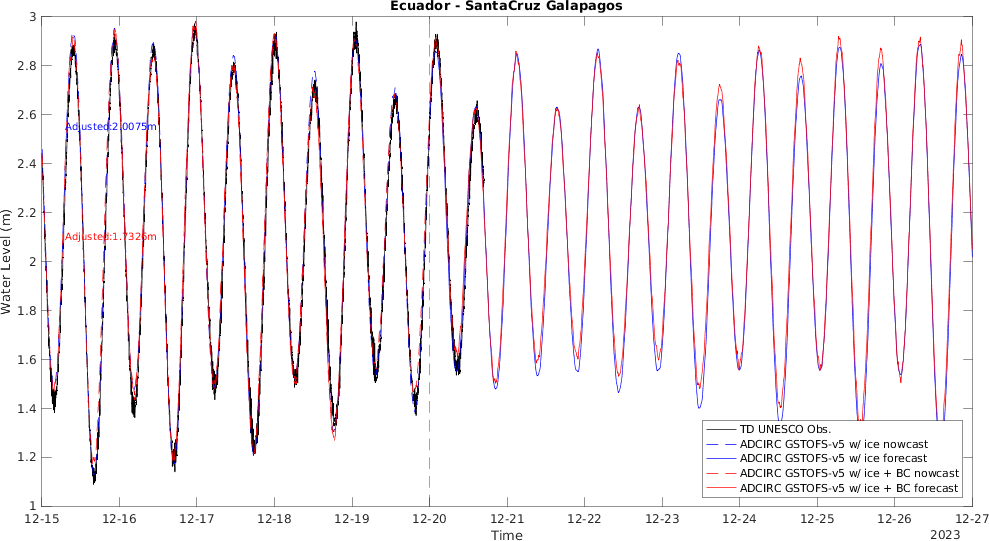 Ecuador - SantaCruz Galapagos
3
2.8
2.6
2.4
2.2
2
1.8
1.6
1.4
1.2
1
Water Level (m)
Adjusted:2.0075m
Adjusted:1.7326m
TD UNESCO Obs.
ADCIRC GSTOFS-v5 w/ ice nowcast
ADCIRC GSTOFS-v5 w/ ice forecast
ADCIRC GSTOFS-v5 w/ ice + BC nowcast
ADCIRC GSTOFS-v5 w/ ice + BC forecast
12-15 12-16 12-17 12-18 12-19 12-20 12-21 12-22 12-23 12-24 12-25 12-26 12-27
Time
2023